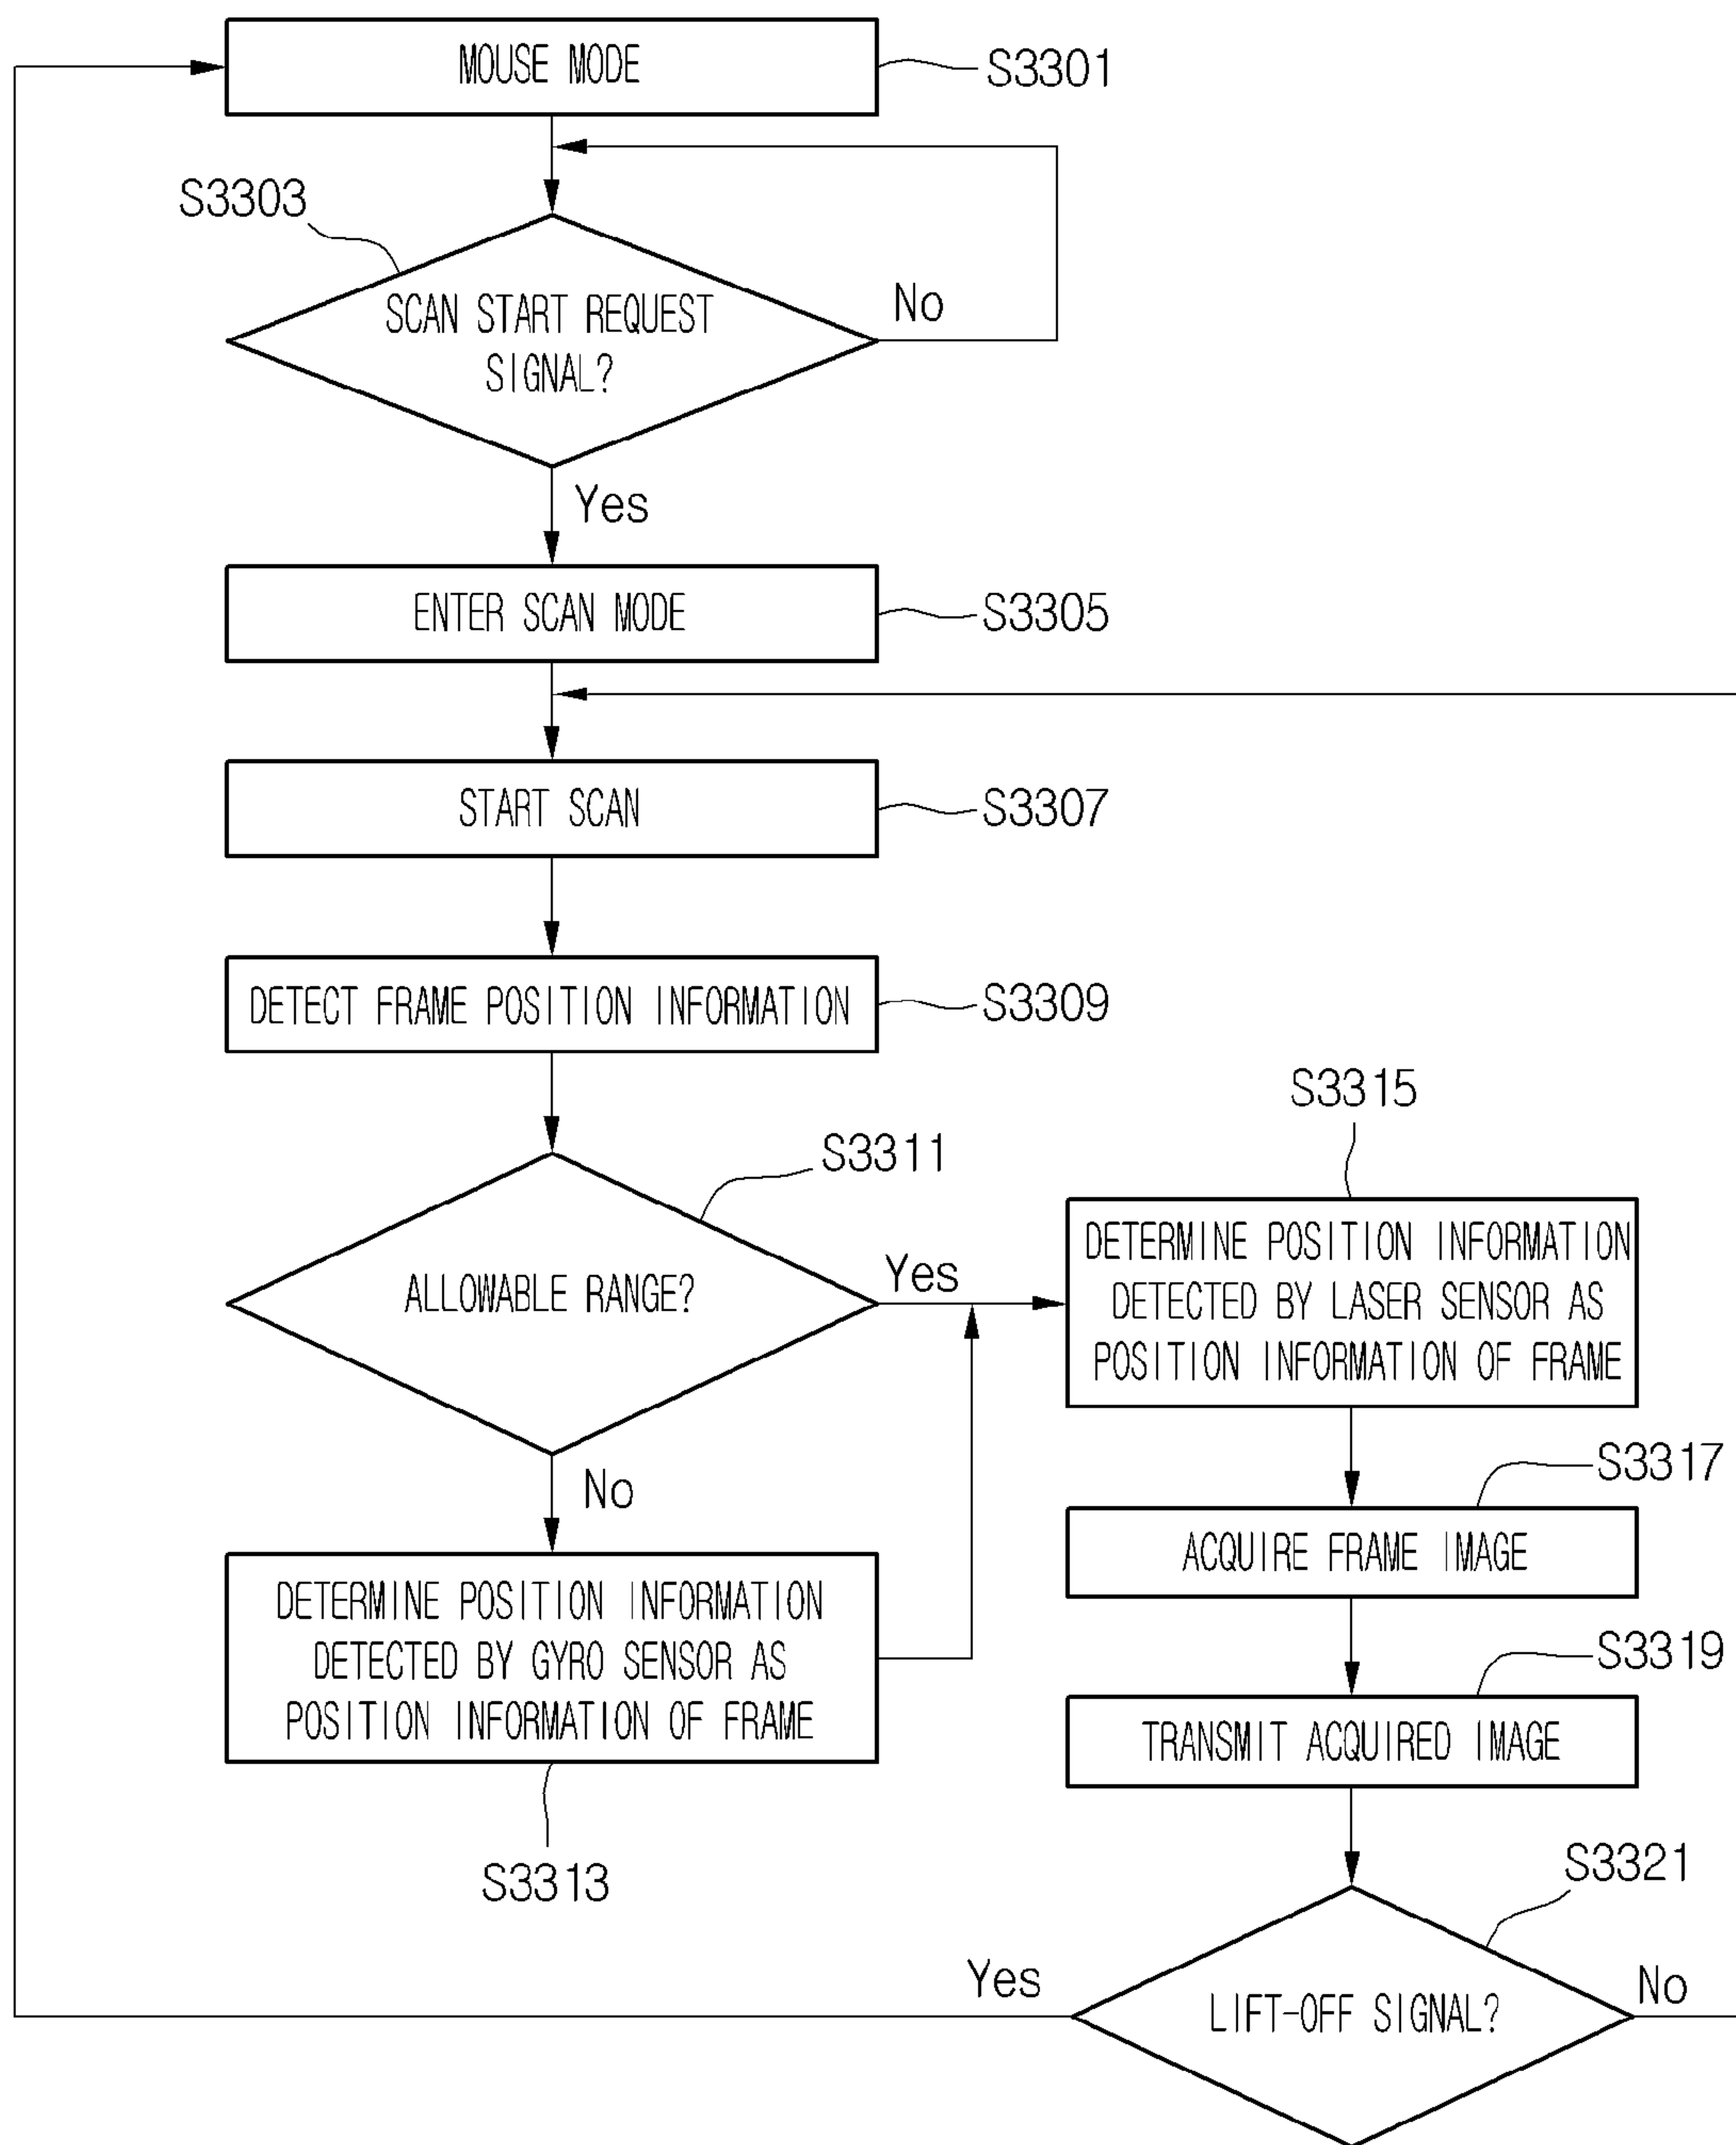 MOUSE MODE
S3301
S3303
SCAN START REQUEST
SIGNAL?
No
Yes
ENTER SCAN MODE
S3305
START SCAN
S3307
DETECT FRAME POSITION INFORMATION
S3309
S3311
ALLOWABLE RANGE?
Yes
No
DETERMINE POSITION INFORMATION
DETECTED BY GYRO SENSOR AS
POSITION INFORMATION OF FRAME
S3313
S3315
DETERMINE POSITION INFORMATION
DETECTED BY LASER SENSOR AS
POSITION INFORMATION OF FRAME
S3317
ACQUIRE FRAME IMAGE
S3319
TRANSMIT ACQUIRED IMAGE
S3321
LIFT-OFF SIGNAL?
Yes
No